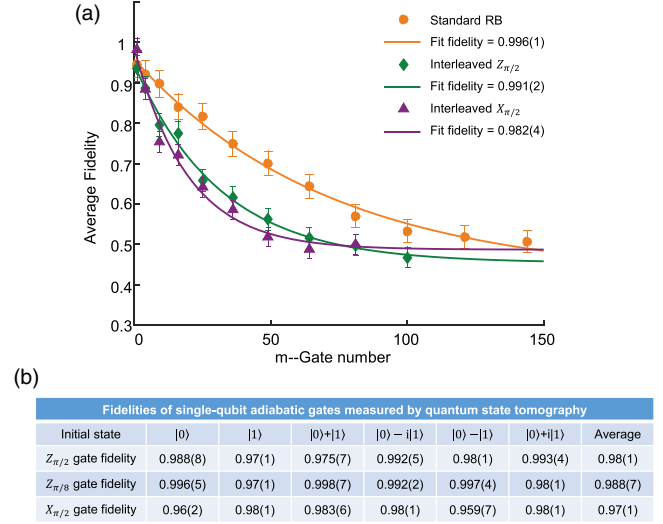 (a)
Standard RB
Fit fidelity = 0.996(1)
Interleaved Z_{π/2}
Fit fidelity = 0.991(2)
Interleaved X_{π/2}
Fit fidelity = 0.982(4)
1
0.9
0.8
0.7
0.6
0.5
0.4
0.3
Average Fidelity
0 50 100 150
m--Gate number
(b)
Fidelities of single-qubit adiabatic gates measured by quantum state tomography
Initial state |0⟩ |1⟩ |0⟩+|1⟩ |0⟩ − i|1⟩ |0⟩ −|1⟩ |0⟩+i|1⟩ Average
Z_{π/2} gate fidelity 0.988(8) 0.97(1) 0.975(7) 0.992(5) 0.98(1) 0.993(4) 0.98(1)
Z_{π/8} gate fidelity 0.996(5) 0.97(1) 0.998(7) 0.992(2) 0.997(4) 0.98(1) 0.988(7)
X_{π/2} gate fidelity 0.96(2) 0.98(1) 0.983(6) 0.98(1) 0.959(7) 0.98(1) 0.97(1)